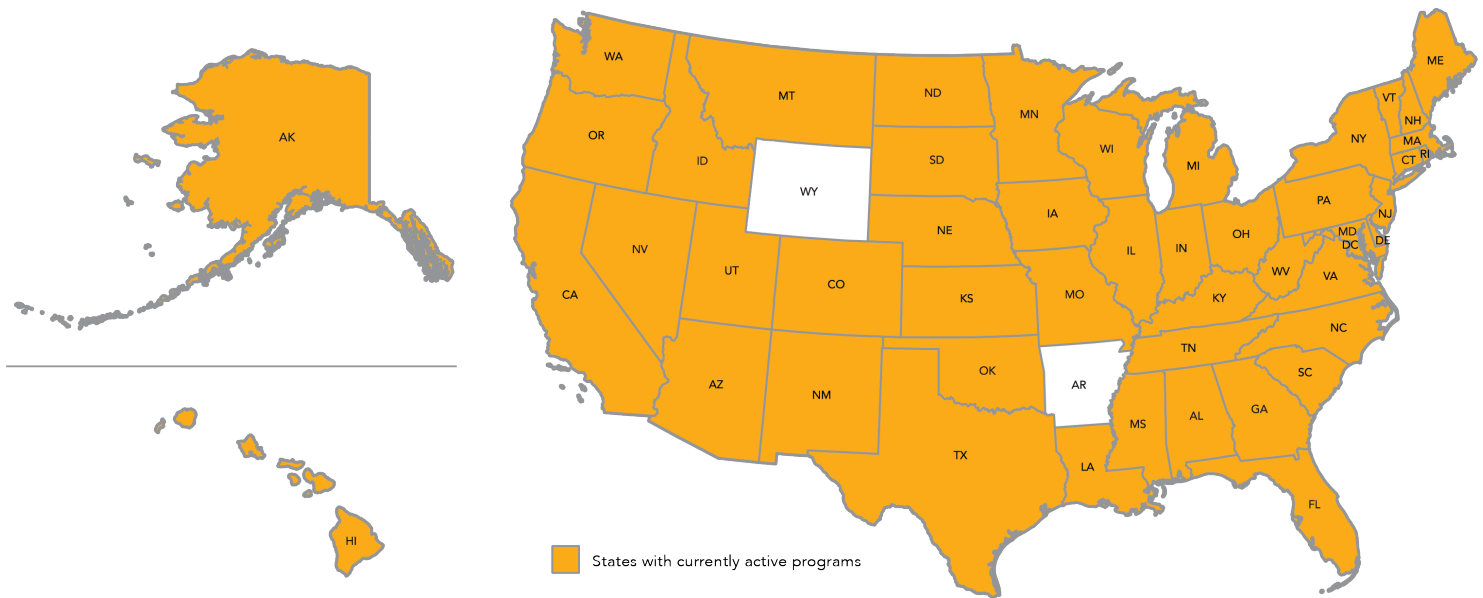 WA
MT
ND
MN
ME
VT
NH
NY
MA
CT RI
AK
OR
ID
WY
SD
WI
MI
IA
NE
PA
NJ
MD
DC
DE
OH
IN
IL
NV
UT
CO
CA
KS
MO
WV
VA
KY
NC
TN
SC
AZ
NM
OK
AR
MS
AL
GA
TX
LA
FL
HI
States with currently active programs